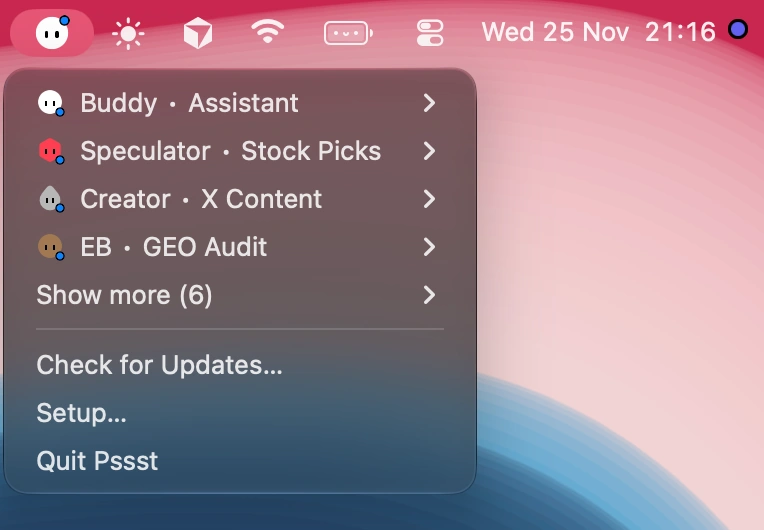 Wed 25 Nov 21:16
Buddy • Assistant
Speculator • Stock Picks
Creator • X Content
EB • GEO Audit
Show more (6)
Check for Updates...
Setup...
Quit Pssst